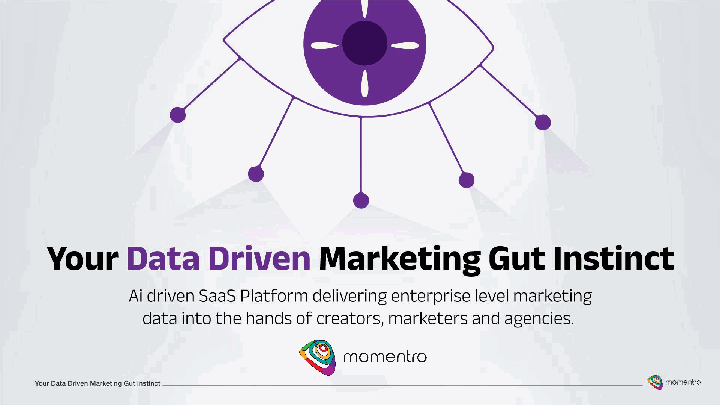 Your Data Driven Marketing Gut Instinct
Ai driven SaaS Platform delivering enterprise level marketing
data into the hands of creators, marketers and agencies.
momentro
Your Data Driven Marketing Gut Instinct
momentro